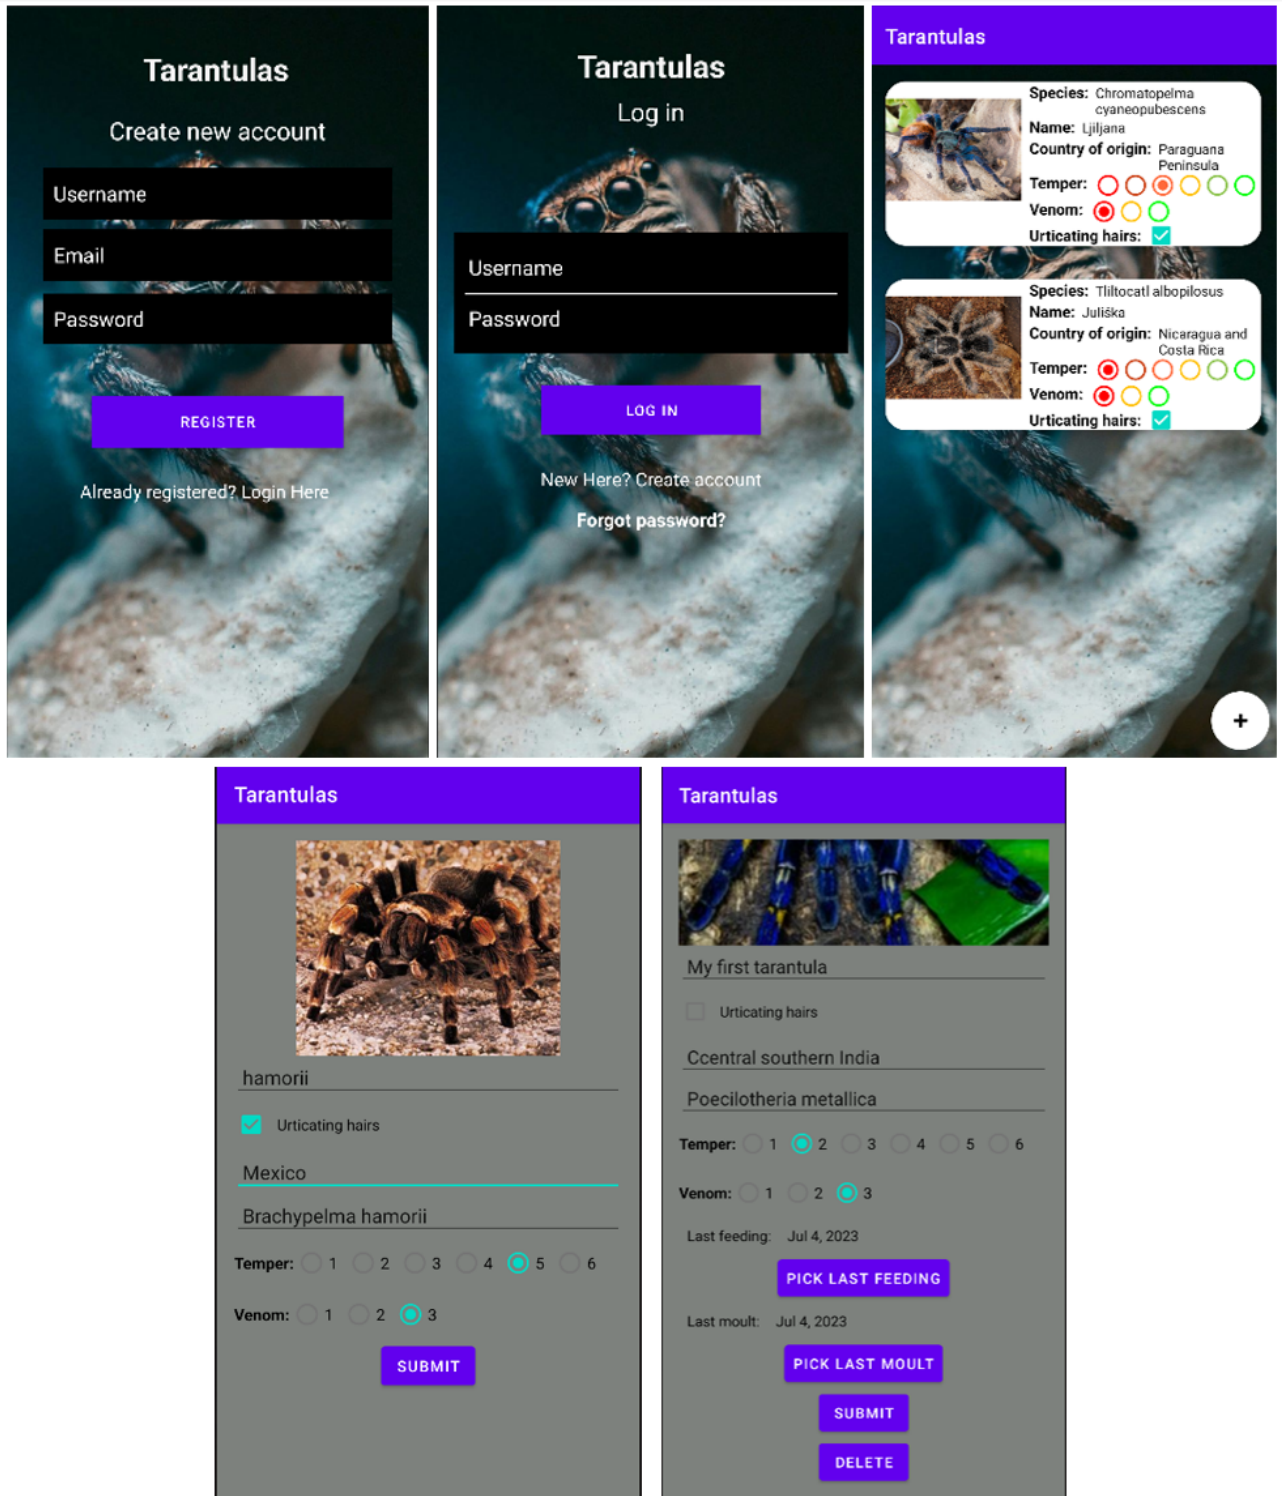 Tarantulas
Create new account
Username
Email
Password
REGISTER
Already registered? Login Here
Tarantulas
Log in
Username
Password
LOG IN
New Here? Create account
Forgot password?
Tarantulas
Species: Chromatopelma
cyaneopubescens
Name: Ljiljana
Country of origin: Paraguana
Peninsula
Temper:
Venom:
Urticating hairs:
Species: Tliltocatl albopilosus
Name: Juliška
Country of origin: Nicaragua and
Costa Rica
Temper:
Venom:
Urticating hairs:
+
Tarantulas
hamorii
Urticating hairs
Mexico
Brachypelma hamorii
Temper: 1 2 3 4 5 6
Venom: 1 2 3
SUBMIT
Tarantulas
My first tarantula
Urticating hairs
Ccentral southern India
Poecilotheria metallica
Temper: 1 2 3 4 5 6
Venom: 1 2 3
Last feeding: Jul 4, 2023
PICK LAST FEEDING
Last moult: Jul 4, 2023
PICK LAST MOULT
SUBMIT
DELETE